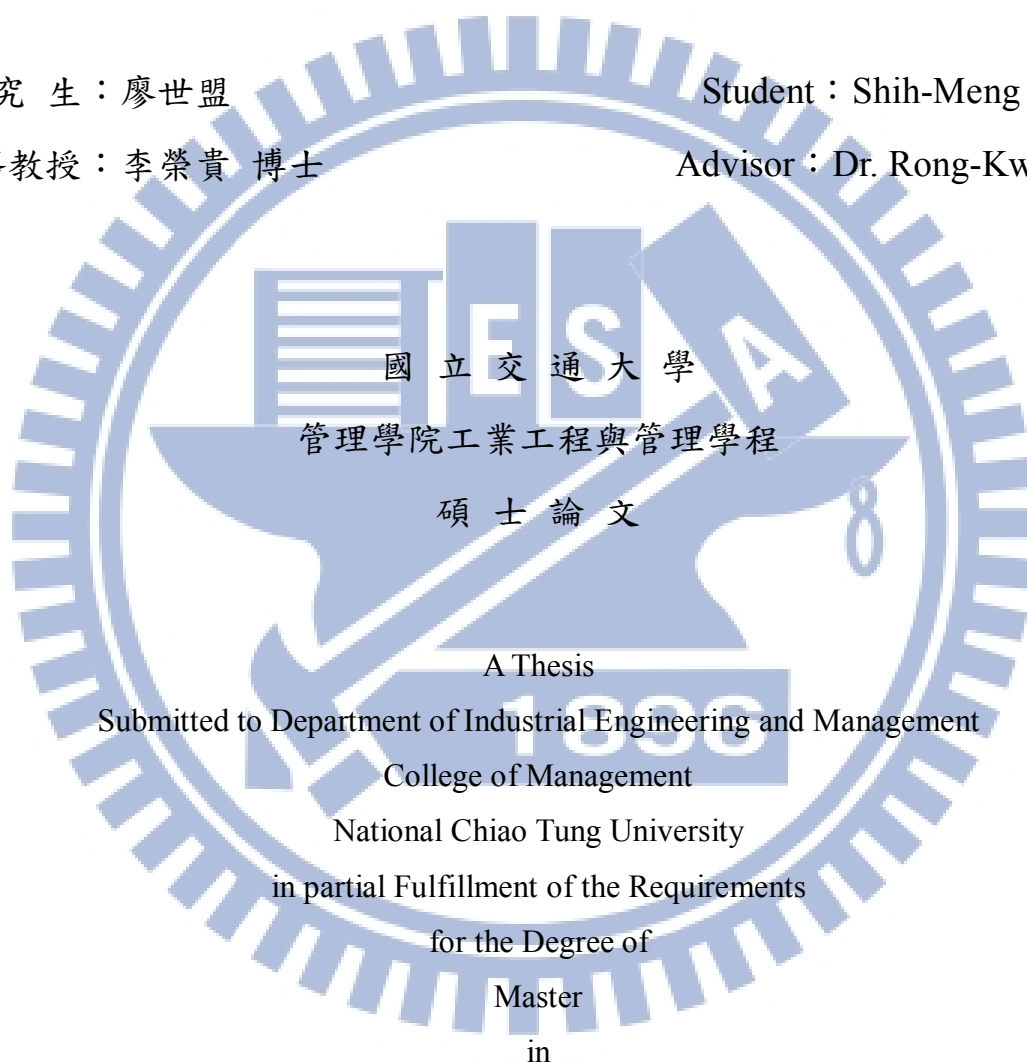 究 生：廖世盟 Student：Shih-Meng
教授：李榮貴 博士 Advisor：Dr. Rong-Kw
E S A
國 立 交 通 大 學
管理學院工業工程與管理學程
碩 士 論 文
8
A Thesis
1896
Submitted to Department of Industrial Engineering and Management
College of Management
National Chiao Tung University
in partial Fulfillment of the Requirements
for the Degree of
Master
in